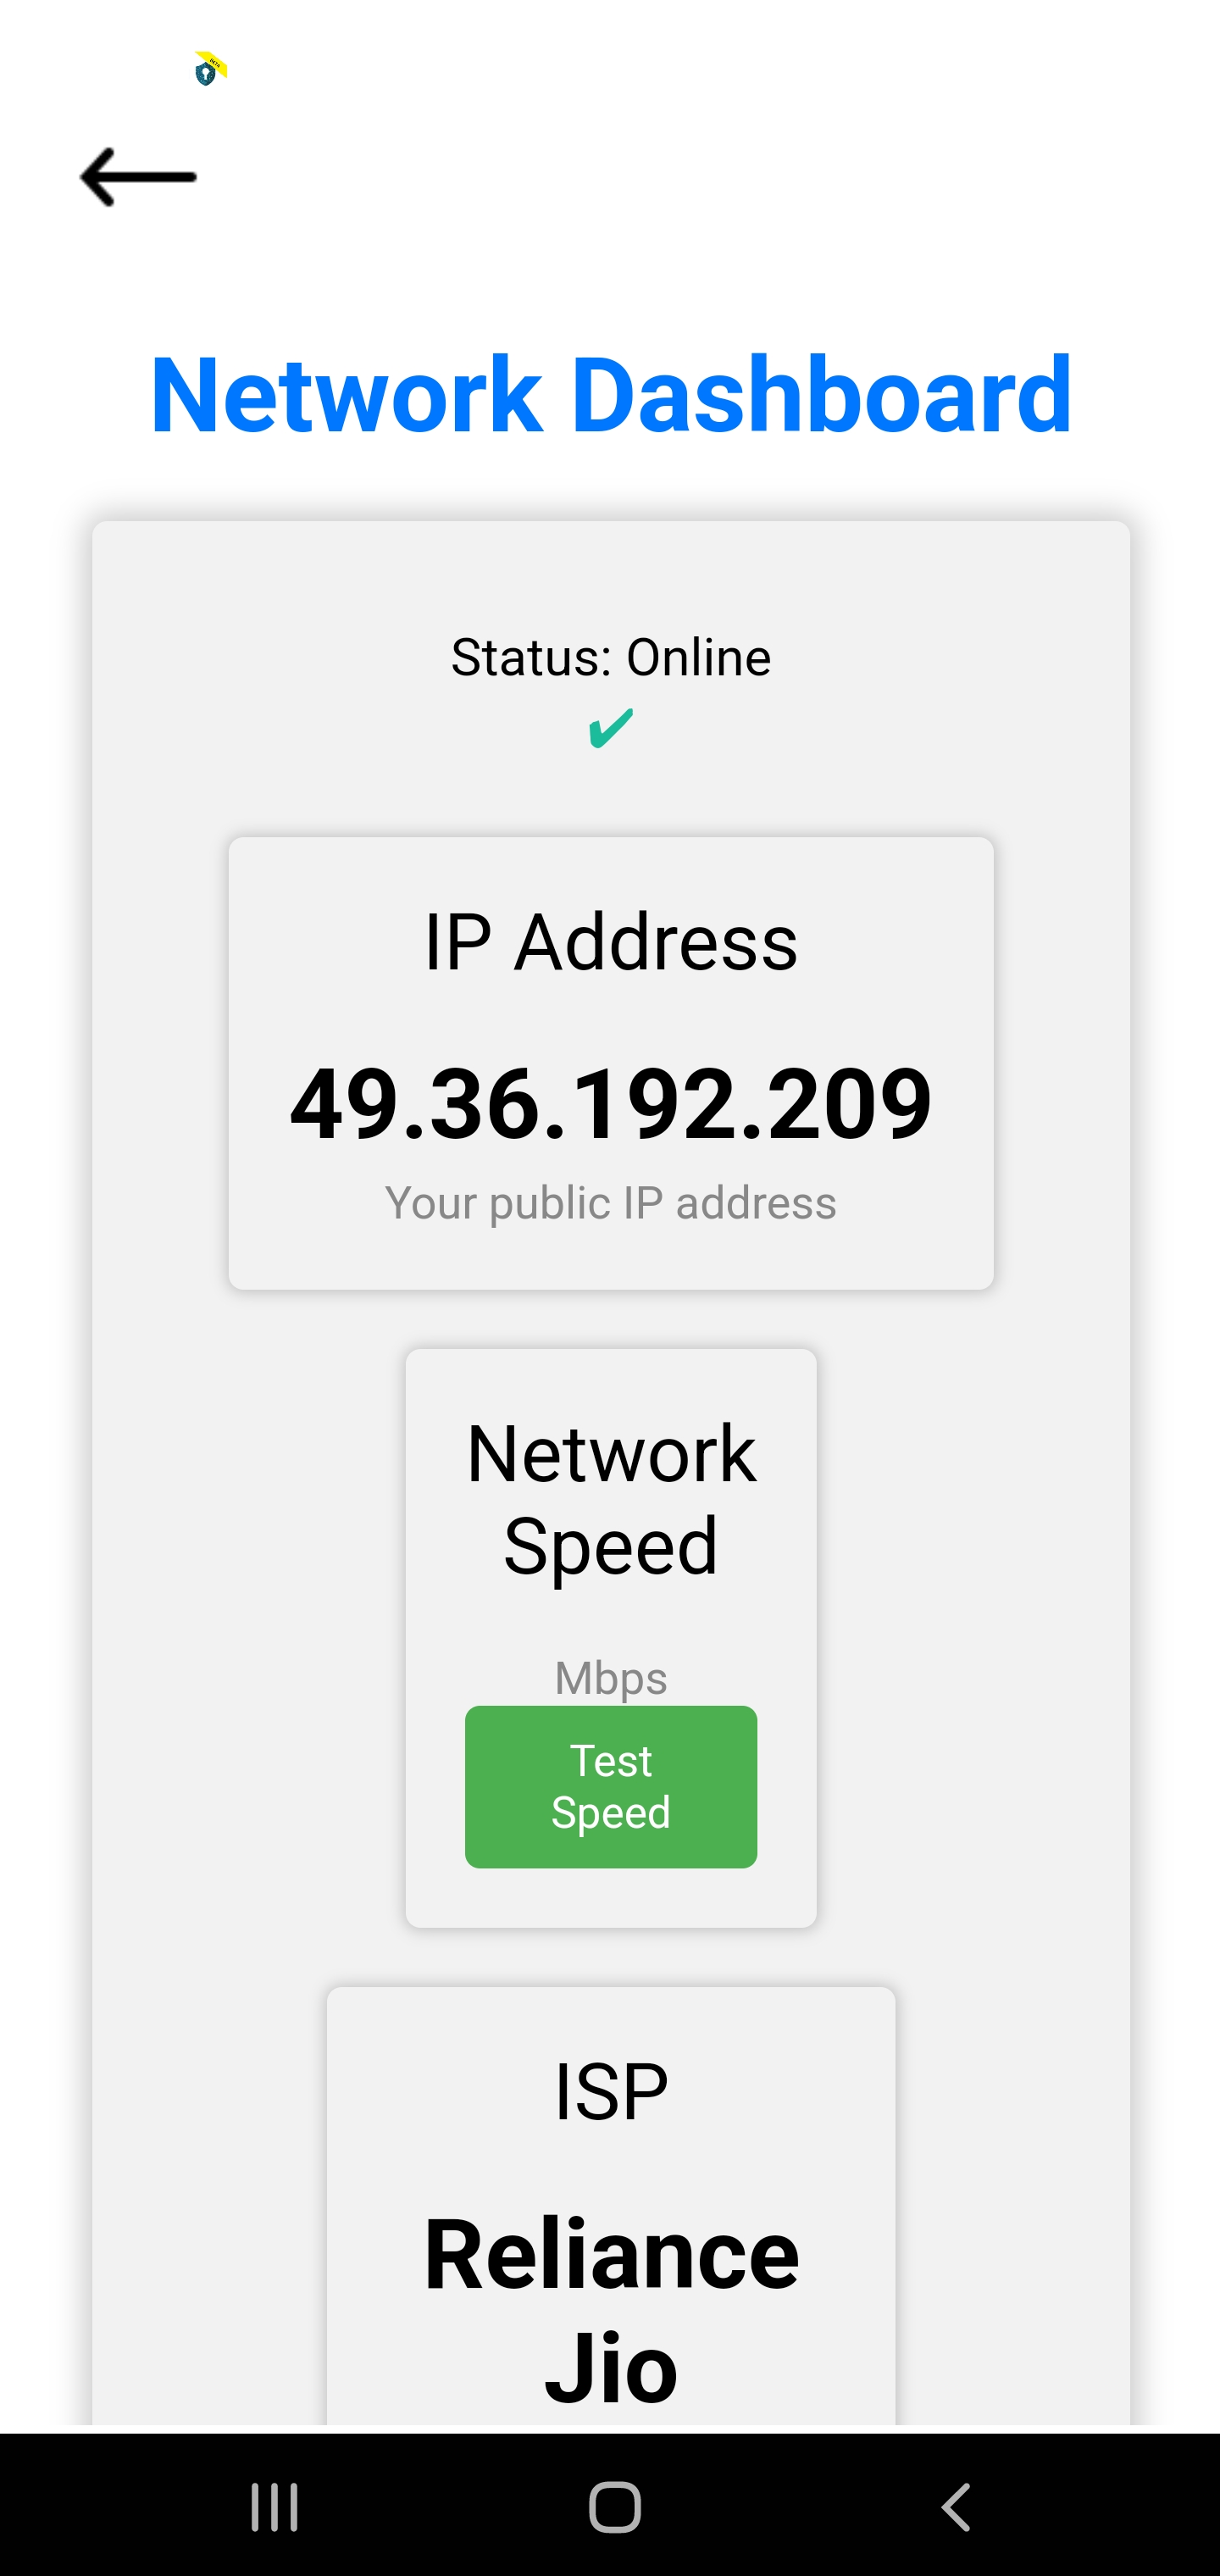 BETA
Network Dashboard
Status: Online
IP Address
49.36.192.209
Your public IP address
Network
Speed
Mbps
Test
Speed
ISP
Reliance
Jio